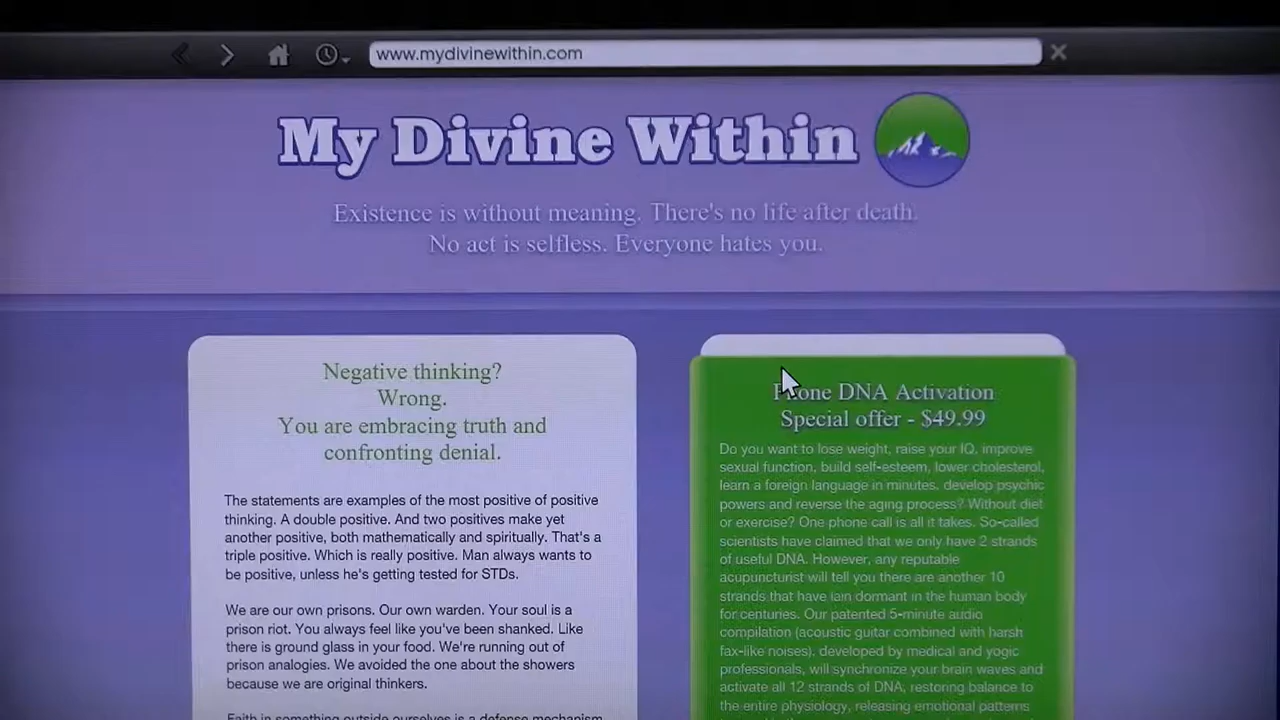 www.mydivinewithin.com
My Divine Within
Existence is without meaning. There's no life after death.
No act is selfless. Everyone hates you.
Negative thinking?
Wrong.
You are embracing truth and
confronting denial.
The statements are examples of the most positive of positive
thinking. A double positive. And two positives make yet
another positive, both mathematically and spiritually. That's a
triple positive. Which is really positive. Man always wants to
be positive, unless he's getting tested for STDs.
We are our own prisons. Our own warden. Your soul is a
prison riot. You always feel like you've been shanked. Like
there is ground glass in your food. We're running out of
prison analogies. We avoided the one about the showers
because we are original thinkers.
Faith in something outside ourselves is a defense mechanism
Phone DNA Activation
Special offer - $49.99
Do you want to lose weight, raise your IQ, improve
sexual function, build self-esteem, lower cholesterol,
learn a foreign language in minutes, develop psychic
powers and reverse the aging process? Without diet
or exercise? One phone call is all it takes. So-called
scientists have claimed that we only have 2 strands
of useful DNA. However, any reputable
acupuncturist will tell you there are another 10
strands that have lain dormant in the human body
for centuries. Our patented 5-minute audio
compilation (acoustic guitar combined with harsh
fax-like noises), developed by medical and yogic
professionals, will synchronize your brain waves and
activate all 12 strands of DNA, restoring balance to
the entire physiology, releasing emotional patterns